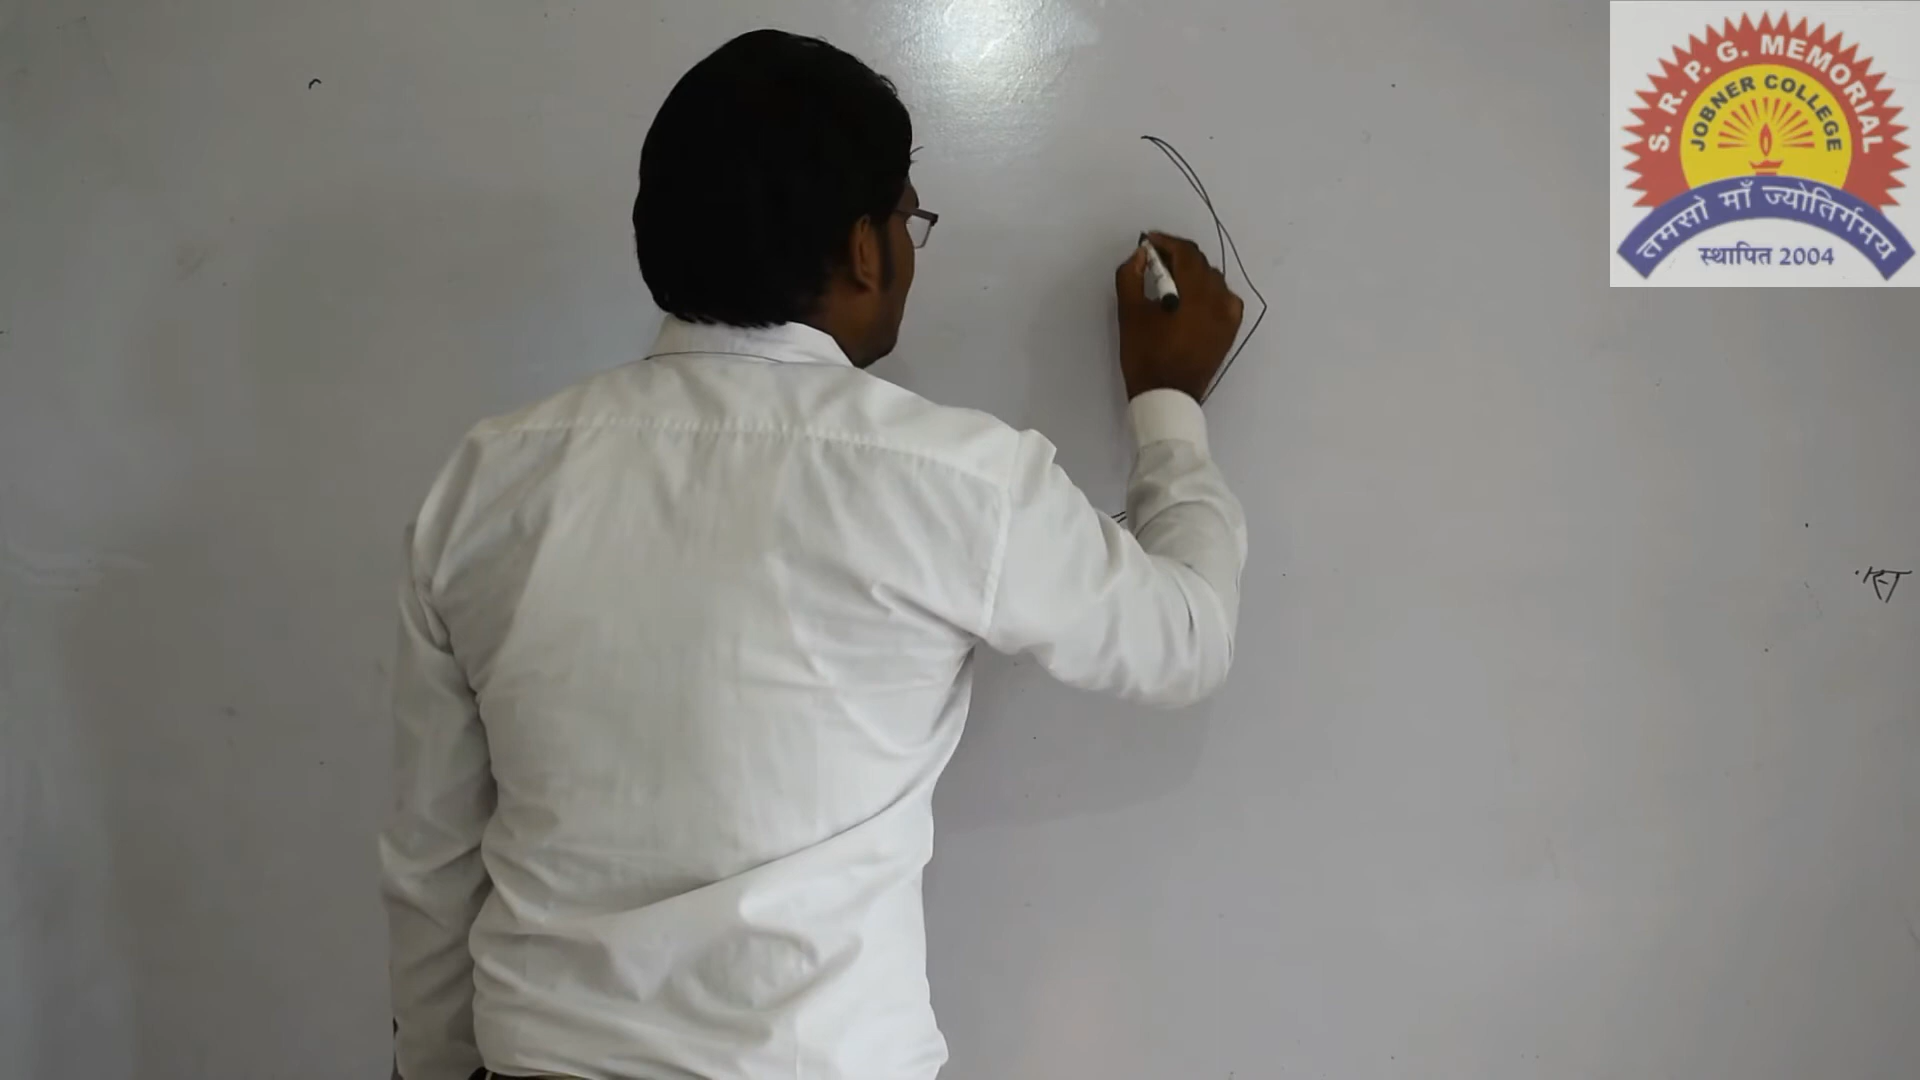 S. R. P. G. MEMORIAL
JOBNER COLLEGE
तमसो माँ ज्योतिर्गमय
स्थापित 2004